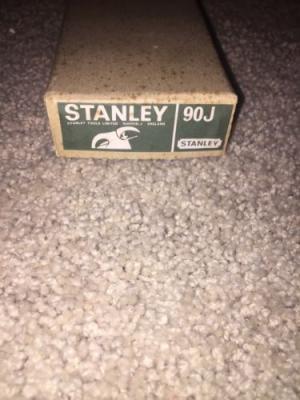 STANLEY
STANLEY TOOLS LIMITED SHEFFIELD ENGLAND
90J
STANLEY